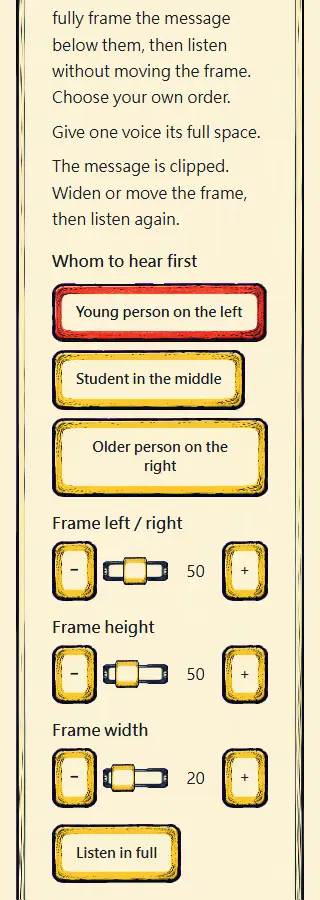 fully frame the message
below them, then listen
without moving the frame.
Choose your own order.
Give one voice its full space.
The message is clipped.
Widen or move the frame,
then listen again.
Whom to hear first
Young person on the left
Student in the middle
Older person on the
right
Frame left / right
- 50 +
Frame height
- 50 +
Frame width
- 20 +
Listen in full